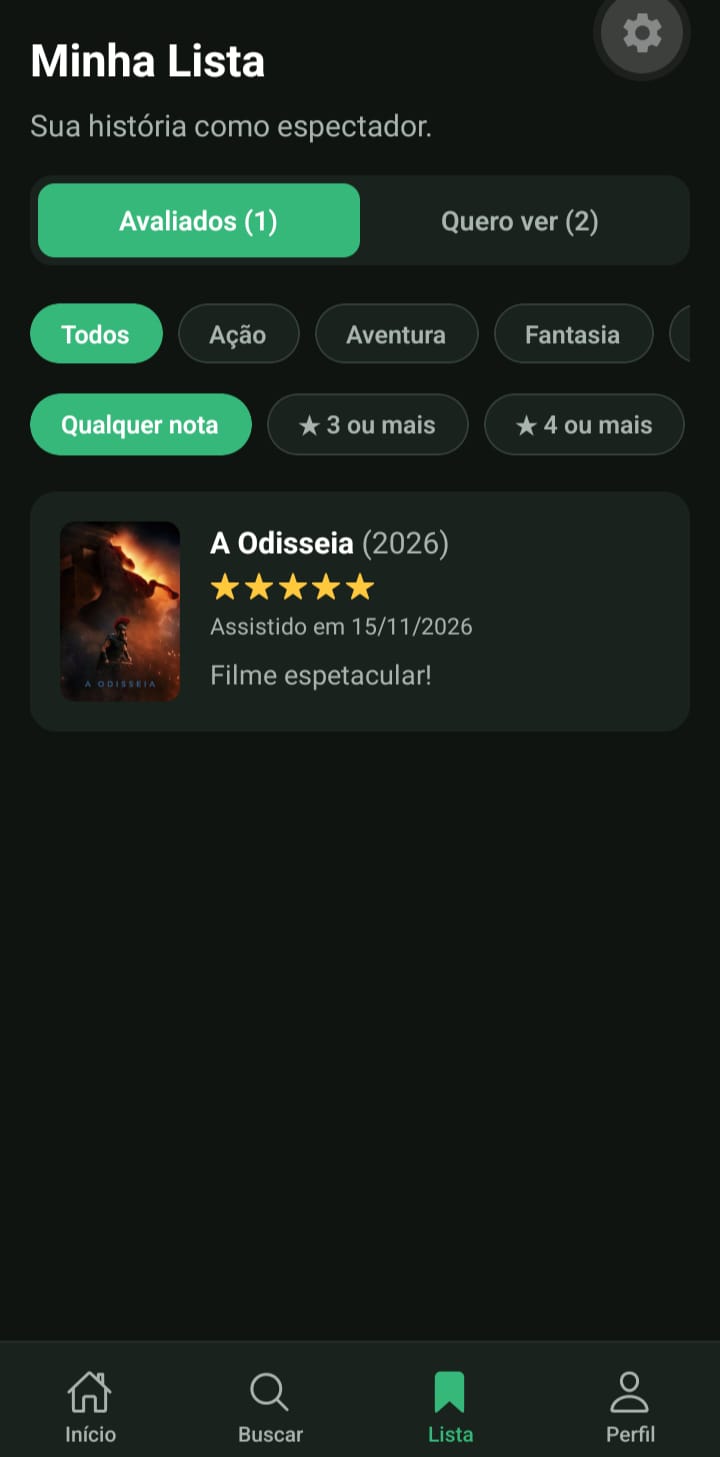 Minha Lista
Sua história como espectador.
Avaliados (1) Quero ver (2)
Todos Ação Aventura Fantasia
Qualquer nota ★ 3 ou mais ★ 4 ou mais
A Odisseia (2026)
★★★★★
Assistido em 15/11/2026
Filme espetacular!
A ODISSEIA
Início Buscar Lista Perfil